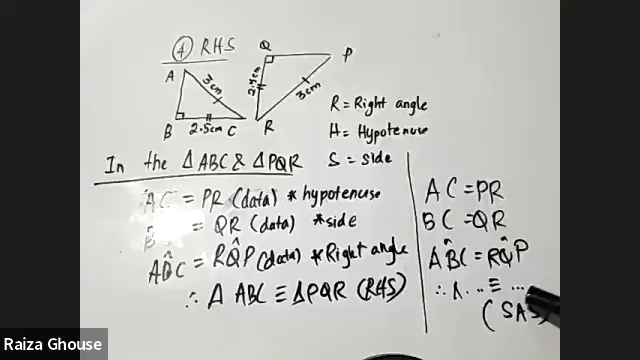 ④ RHS
Q P
A 3cm 2.5cm 3cm
B 2.5cm C R
R = Right angle
H = Hypotenuse
S = side
In the △ABC & △PQR
AC = PR (data) * hypotenuse
B = QR (data) * side
AB̂C = RQ̂P (data) * Right angle
∴ △ ABC ≡ △PQR (RHS)
AC = PR
BC = QR
AB̂C = RQ̂P
∴ △ ... ≡ ...
(SAS)
Raiza Ghouse